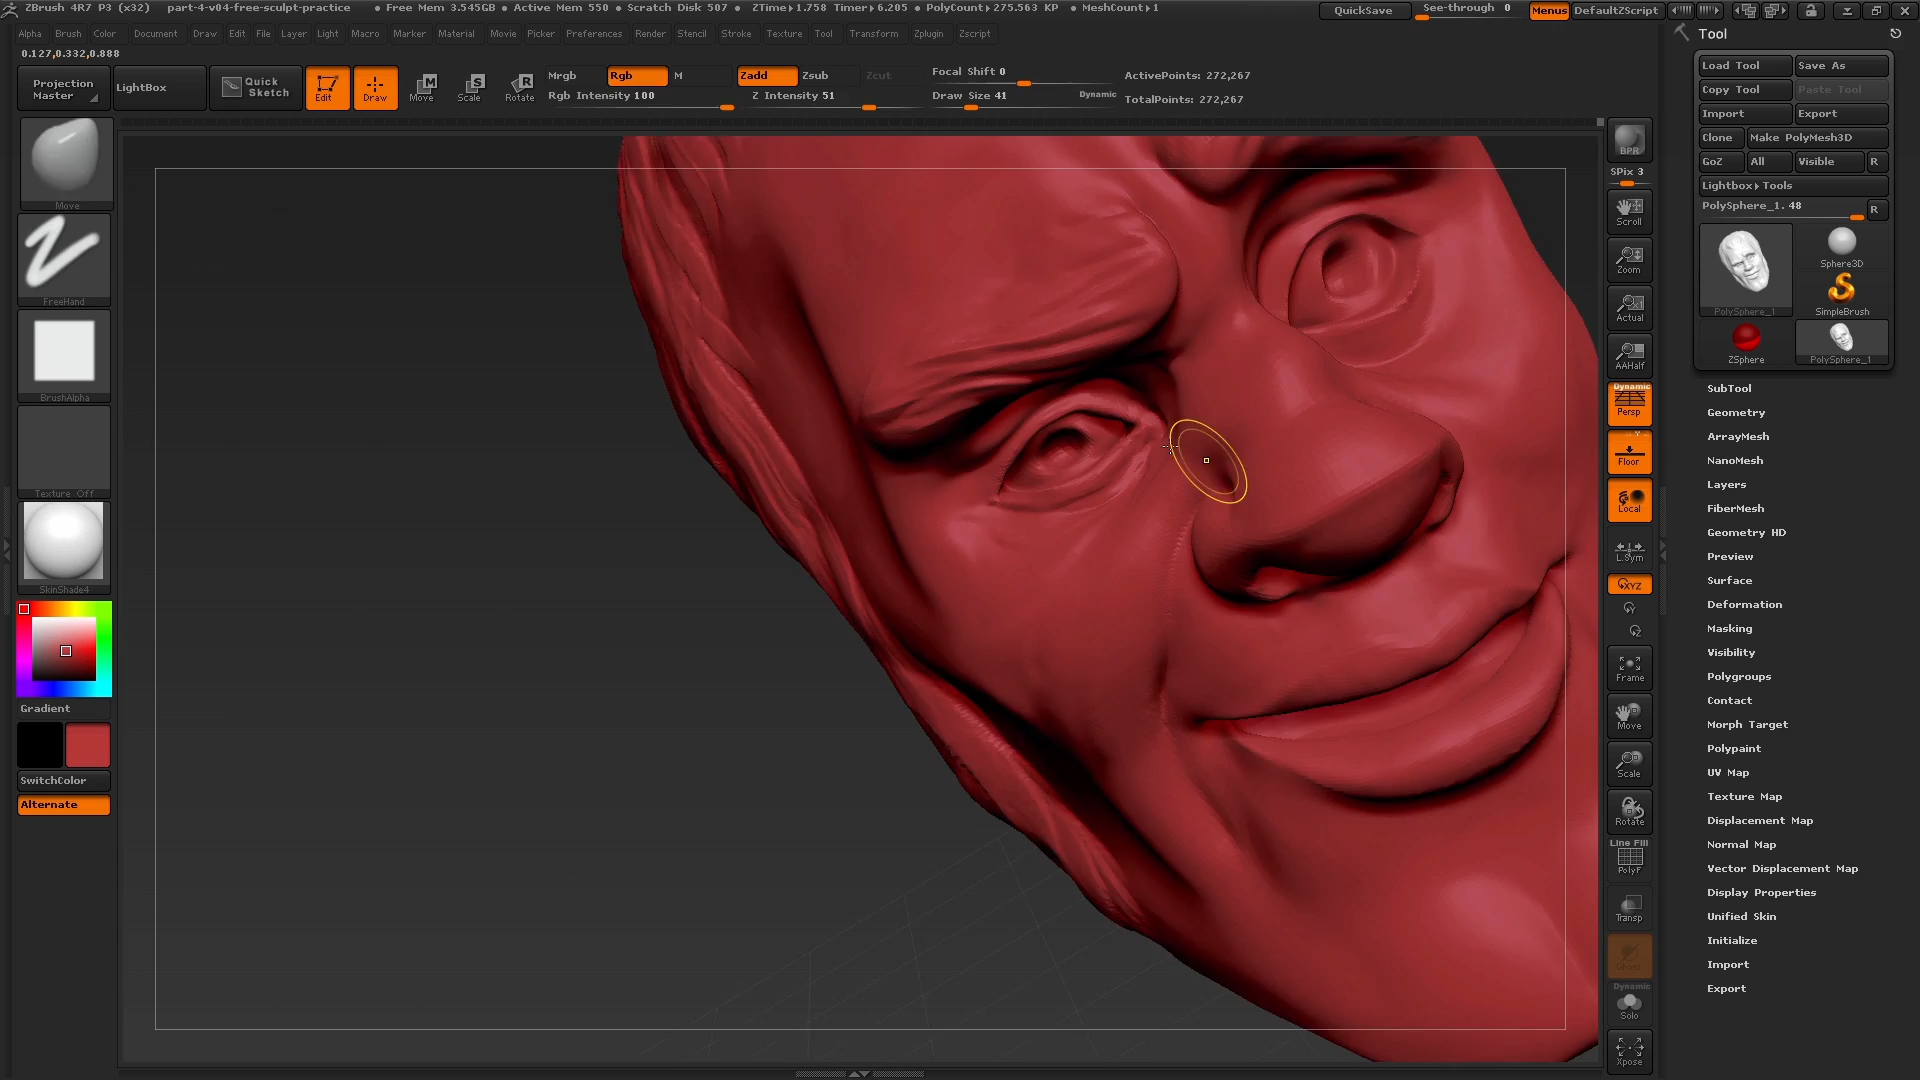 ZBrush 4R7 P3 (x32) part-4-v04-free-sculpt-practice ● Free Mem 3.545GB ● Active Mem 550 ● Scratch Disk 507 ● ZTime▸1.758 Timer▸6.205 ● PolyCount▸275.563 KP ● MeshCount▸1 QuickSave See-through 0 Menus DefaultZScript
Alpha Brush Color Document Draw Edit File Layer Light Macro Marker Material Movie Picker Preferences Render Stencil Stroke Texture Tool Transform Zplugin Zscript
0.127,0.332,0.888
Projection Master
LightBox
Quick Sketch
Edit
Draw
Move
Scale
Rotate
Mrgb Rgb M
Rgb Intensity 100
Zadd Zsub Zcut
Z Intensity 51
Focal Shift 0
Draw Size 41 Dynamic
ActivePoints: 272,267
TotalPoints: 272,267
Move
FreeHand
BrushAlpha
Texture Off
SkinShade4
Gradient
SwitchColor
Alternate
BPR
SPix 3
Scroll
Zoom
Actual
AAHalf
Dynamic
Persp
Floor
Local
L.Sym
XYZ
Y
Z
Frame
Move
Scale
Rotate
Line Fill
PolyF
Transp
Ghost
Dynamic
Solo
Xpose
Tool
Load Tool Save As
Copy Tool Paste Tool
Import Export
Clone Make PolyMesh3D
GoZ All Visible R
Lightbox▸Tools
PolySphere_1. 48 R
PolySphere_1
Sphere3D
SimpleBrush
ZSphere
PolySphere_1
SubTool
Geometry
ArrayMesh
NanoMesh
Layers
FiberMesh
Geometry HD
Preview
Surface
Deformation
Masking
Visibility
Polygroups
Contact
Morph Target
Polypaint
UV Map
Texture Map
Displacement Map
Normal Map
Vector Displacement Map
Display Properties
Unified Skin
Initialize
Import
Export